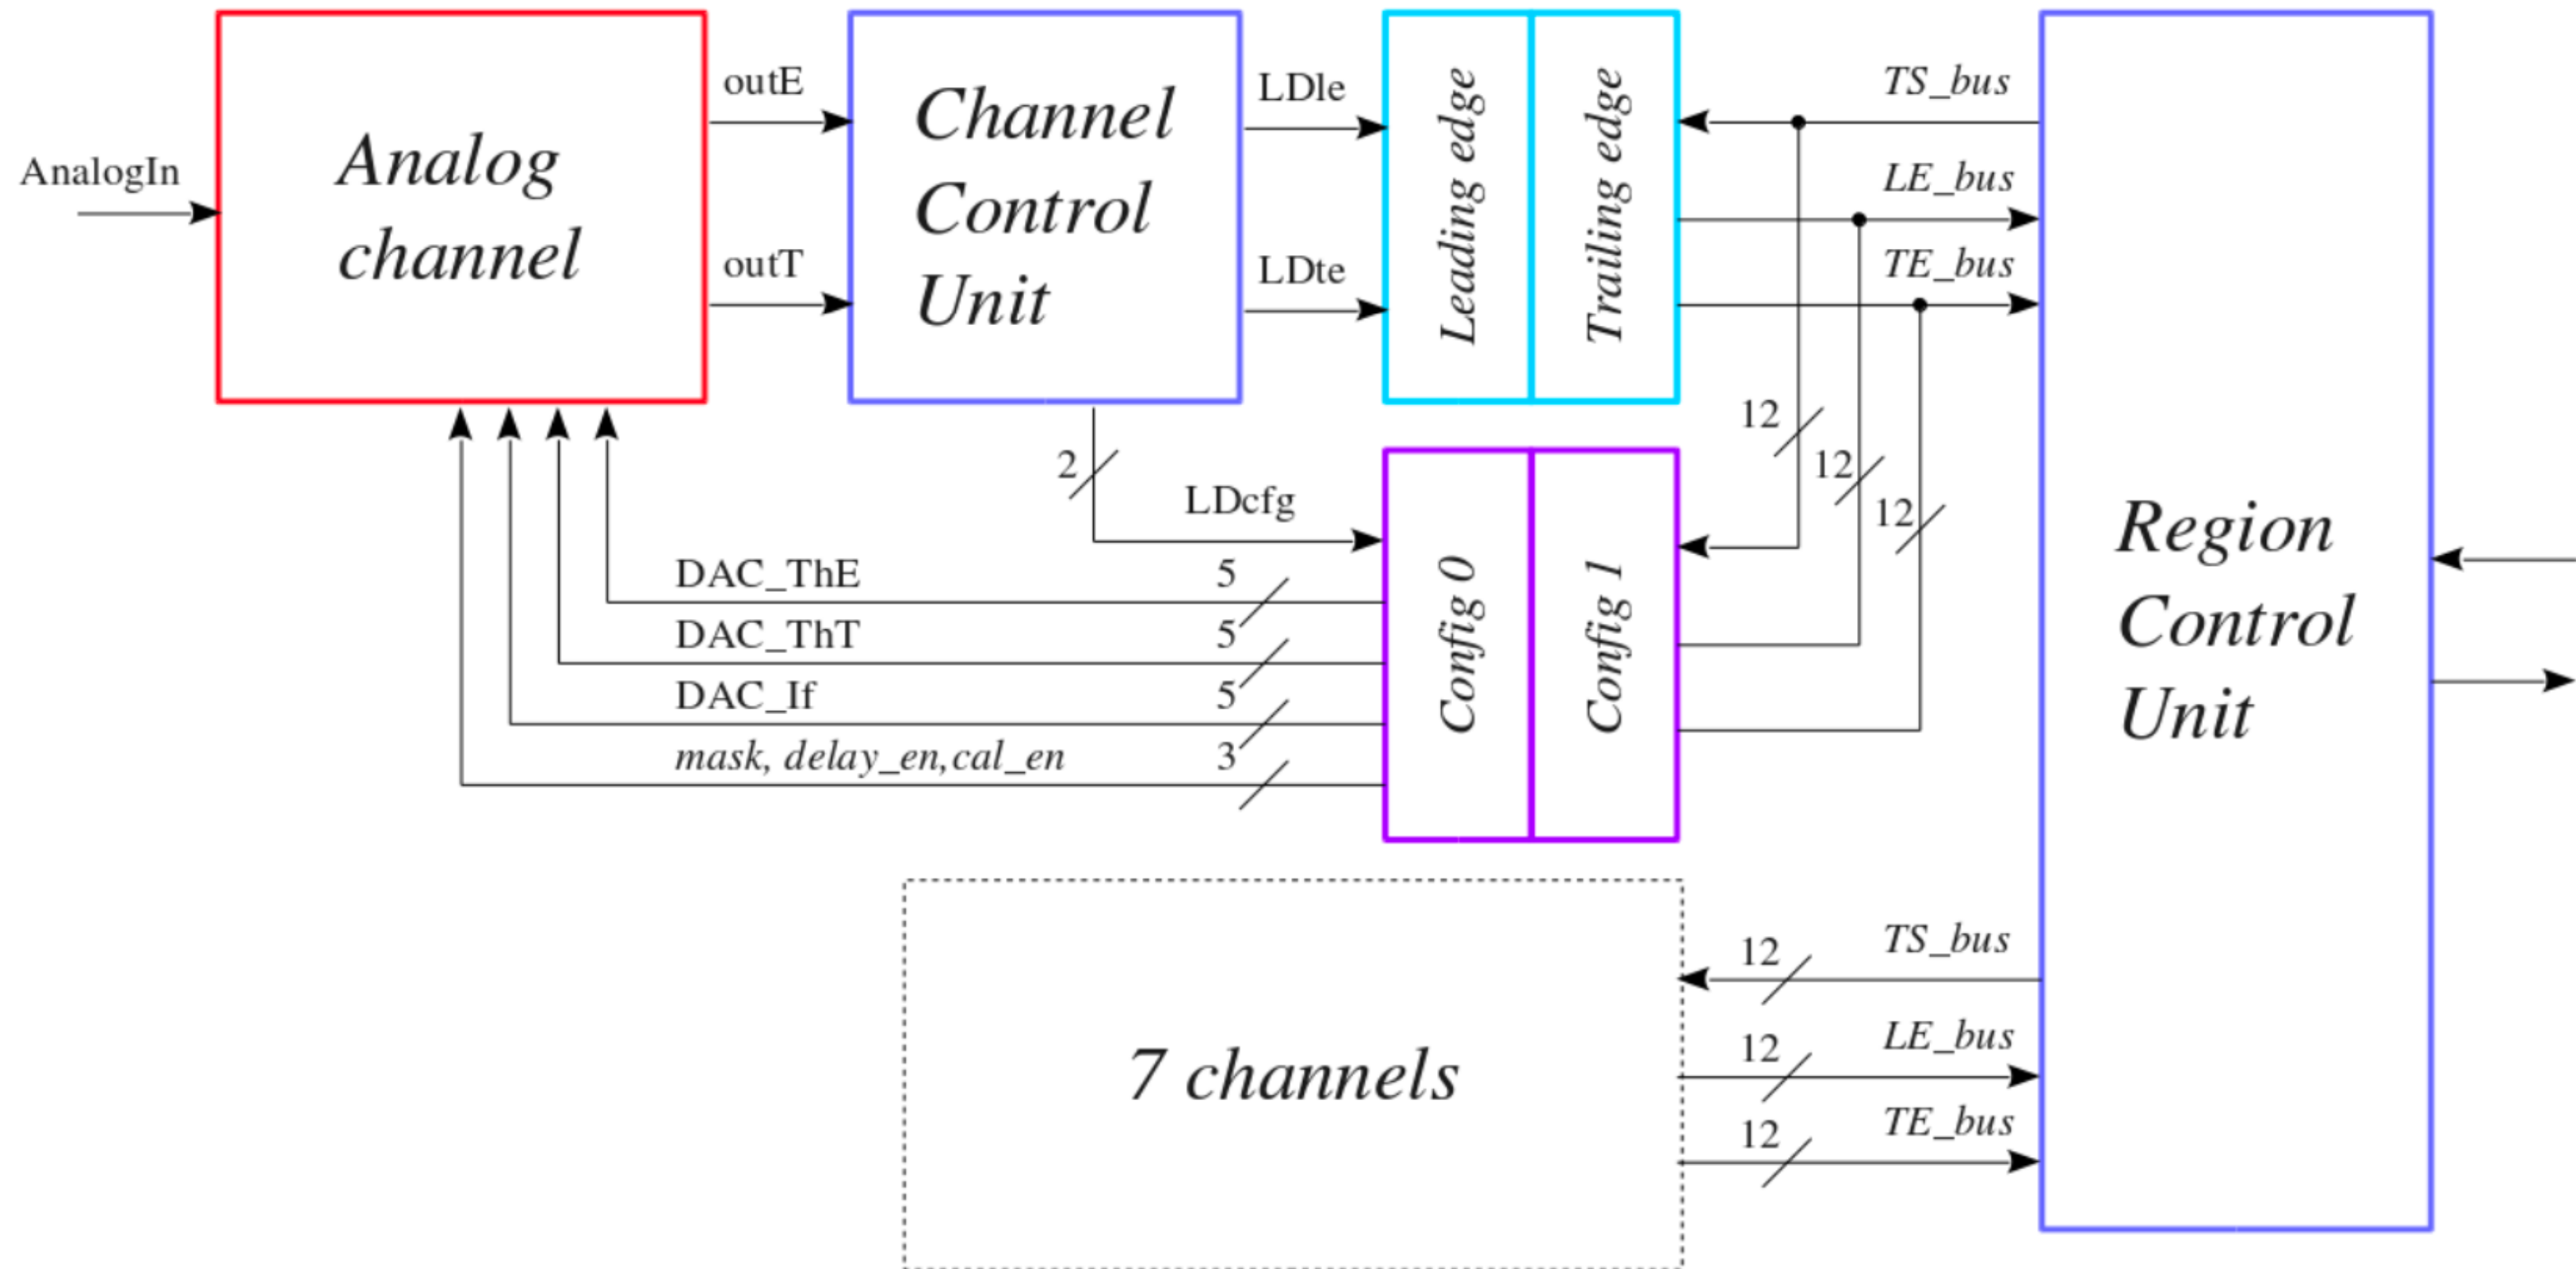 AnalogIn
Analog
channel
outE
outT
Channel
Control
Unit
LDle
LDte
Leading edge
Trailing edge
TS_bus
LE_bus
TE_bus
12
12
12
2
LDcfg
DAC_ThE 5
DAC_ThT 5
DAC_If 5
mask, delay_en,cal_en 3
Config 0
Config 1
Region
Control
Unit
7 channels
12 TS_bus
12 LE_bus
12 TE_bus